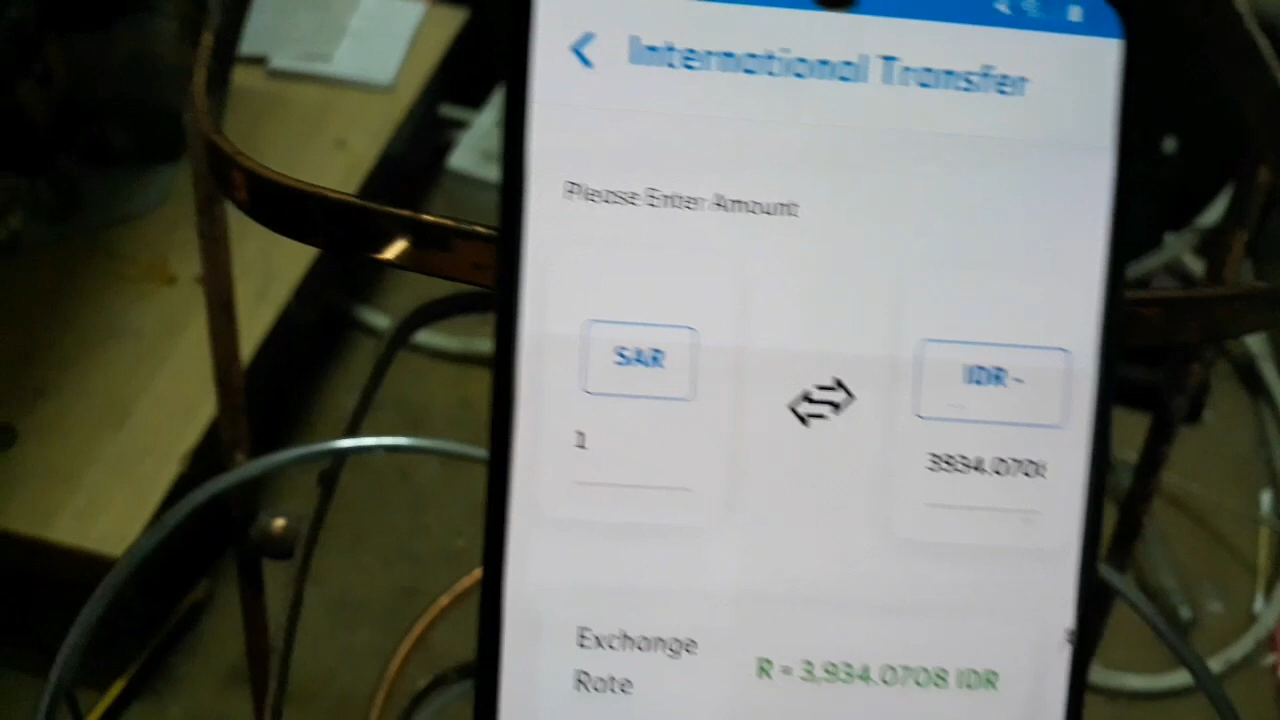 International Transfer
Please Enter Amount
SAR
IDR
1
3934.0708
Exchange
Rate
R = 3,934.0708 IDR